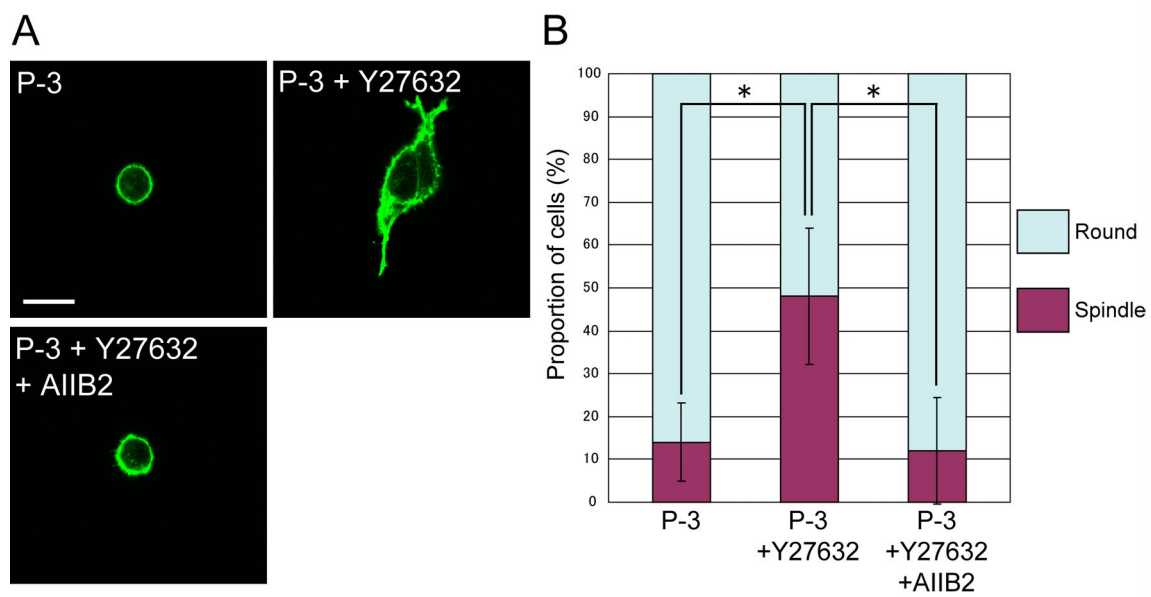 A
P-3
P-3 + Y27632
P-3 + Y27632
+ AIIB2
B
Proportion of cells (%)
100
90
80
70
60
50
40
30
20
10
0
*
*
P-3
P-3
+Y27632
P-3
+Y27632
+AIIB2
Round
Spindle